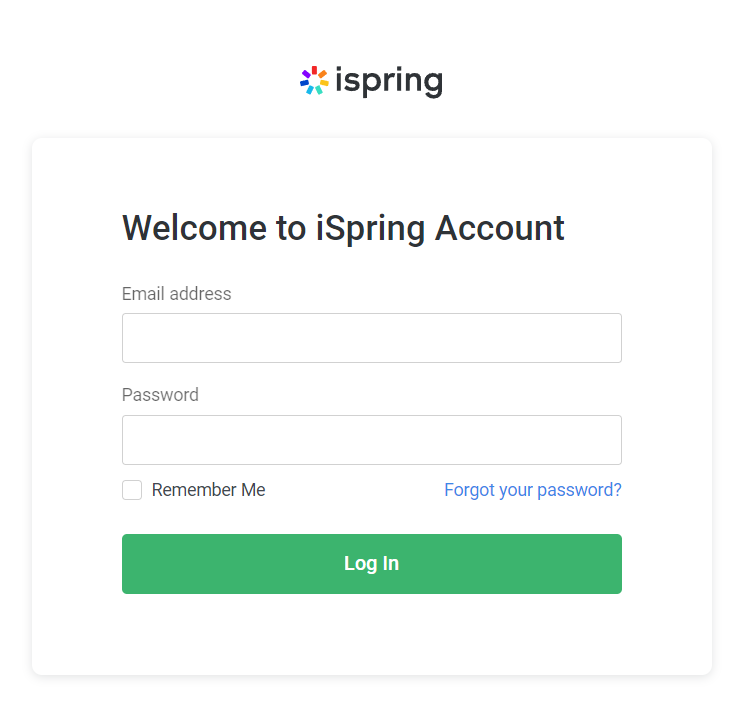 ispring
Welcome to iSpring Account
Email address
Password
Remember Me
Forgot your password?
Log In